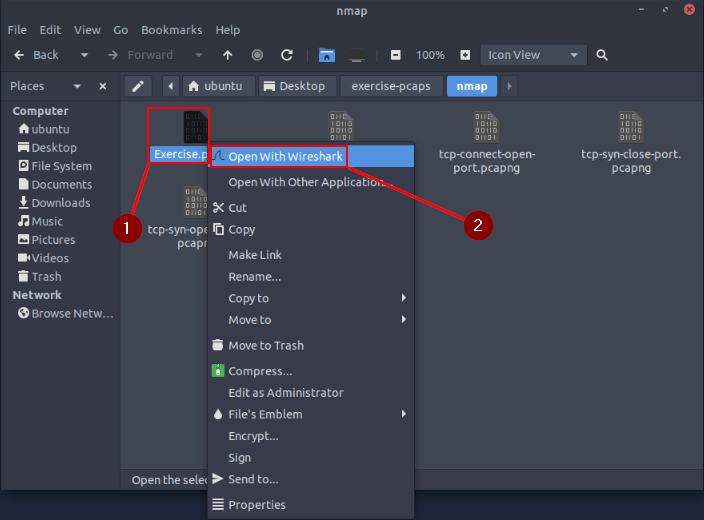 nmap
File Edit View Go Bookmarks Help
Back Forward 100% Icon View
Places ubuntu Desktop exercise-pcaps nmap
Computer
ubuntu
Desktop
File System
Documents
Downloads
Music
Pictures
Videos
Trash
Network
Browse Netw...
Exercise.p
tcp-connect-open-
port.pcapng
tcp-syn-close-port.
pcapng
tcp-syn-ope
pcapn
Open With Wireshark
Open With Other Application...
Cut
Copy
Make Link
Rename...
Copy to
Move to
Move to Trash
Compress...
Edit as Administrator
File's Emblem
Encrypt...
Sign
Send to...
Properties
1
2
Open the selec